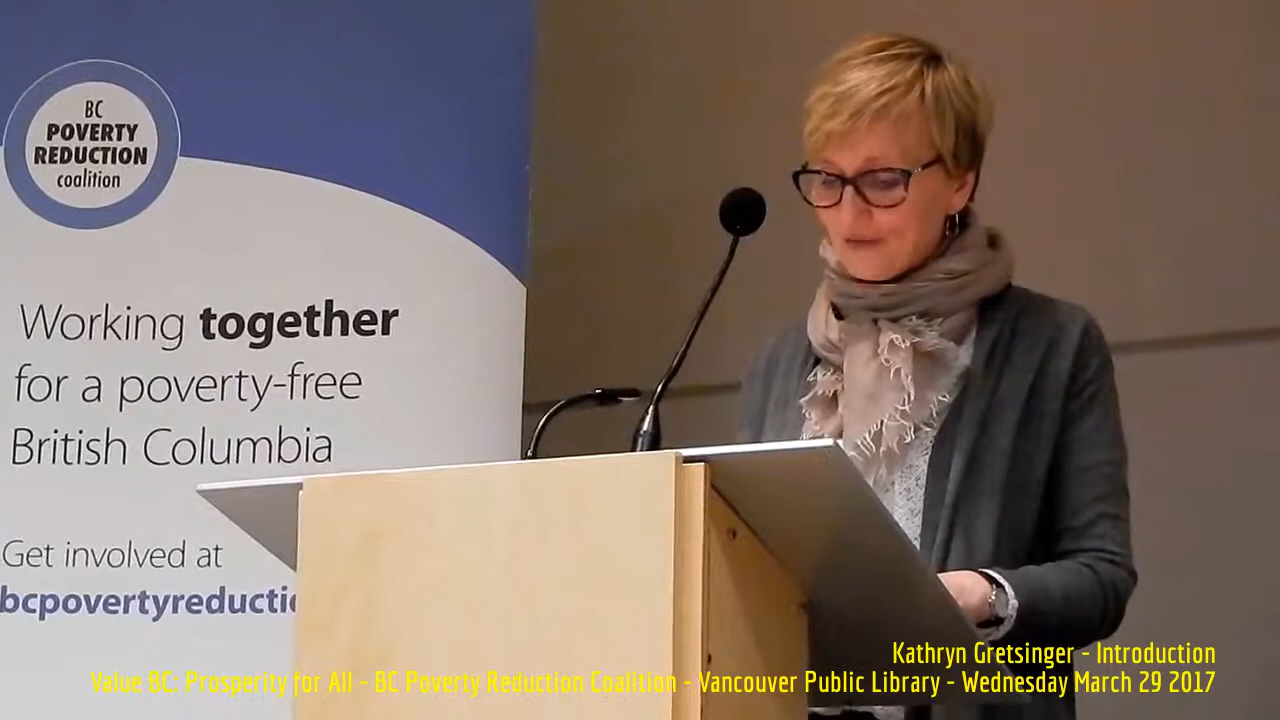 BC
POVERTY
REDUCTION
coalition
Working together
for a poverty-free
British Columbia
Get involved at
bcpovertyreductio
Kathryn Gretsinger - Introduction
Value BC: Prosperity for All - BC Poverty Reduction Coalition - Vancouver Public Library - Wednesday March 29 2017